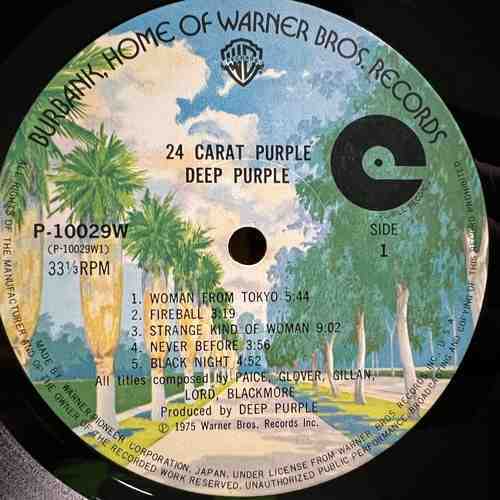 BURBANK, HOME OF WARNER BROS. RECORDS
24 CARAT PURPLE
DEEP PURPLE
P-10029W
(P-10029W1)
33⅓RPM
SIDE
1
1. WOMAN FROM TOKYO 5:44
2. FIREBALL 3:19
3. STRANGE KIND OF WOMAN 9:02
4. NEVER BEFORE 3:56
5. BLACK NIGHT 4:52
All titles composed by PAICE, GLOVER, GILLAN,
LORD, BLACKMORE
Produced by DEEP PURPLE
℗ 1975 Warner Bros. Records Inc.
MADE BY WARNER-PIONEER CORPORATION, JAPAN, UNDER LICENSE FROM WARNER BROS. RECORDS INC. U.S.A.
ALL RIGHTS OF THE MANUFACTURER AND OF THE OWNER OF THE RECORDED WORK RESERVED. UNAUTHORIZED PUBLIC PERFORMANCE, BROADCASTING AND COPYING OF THIS RECORD PROHIBITED